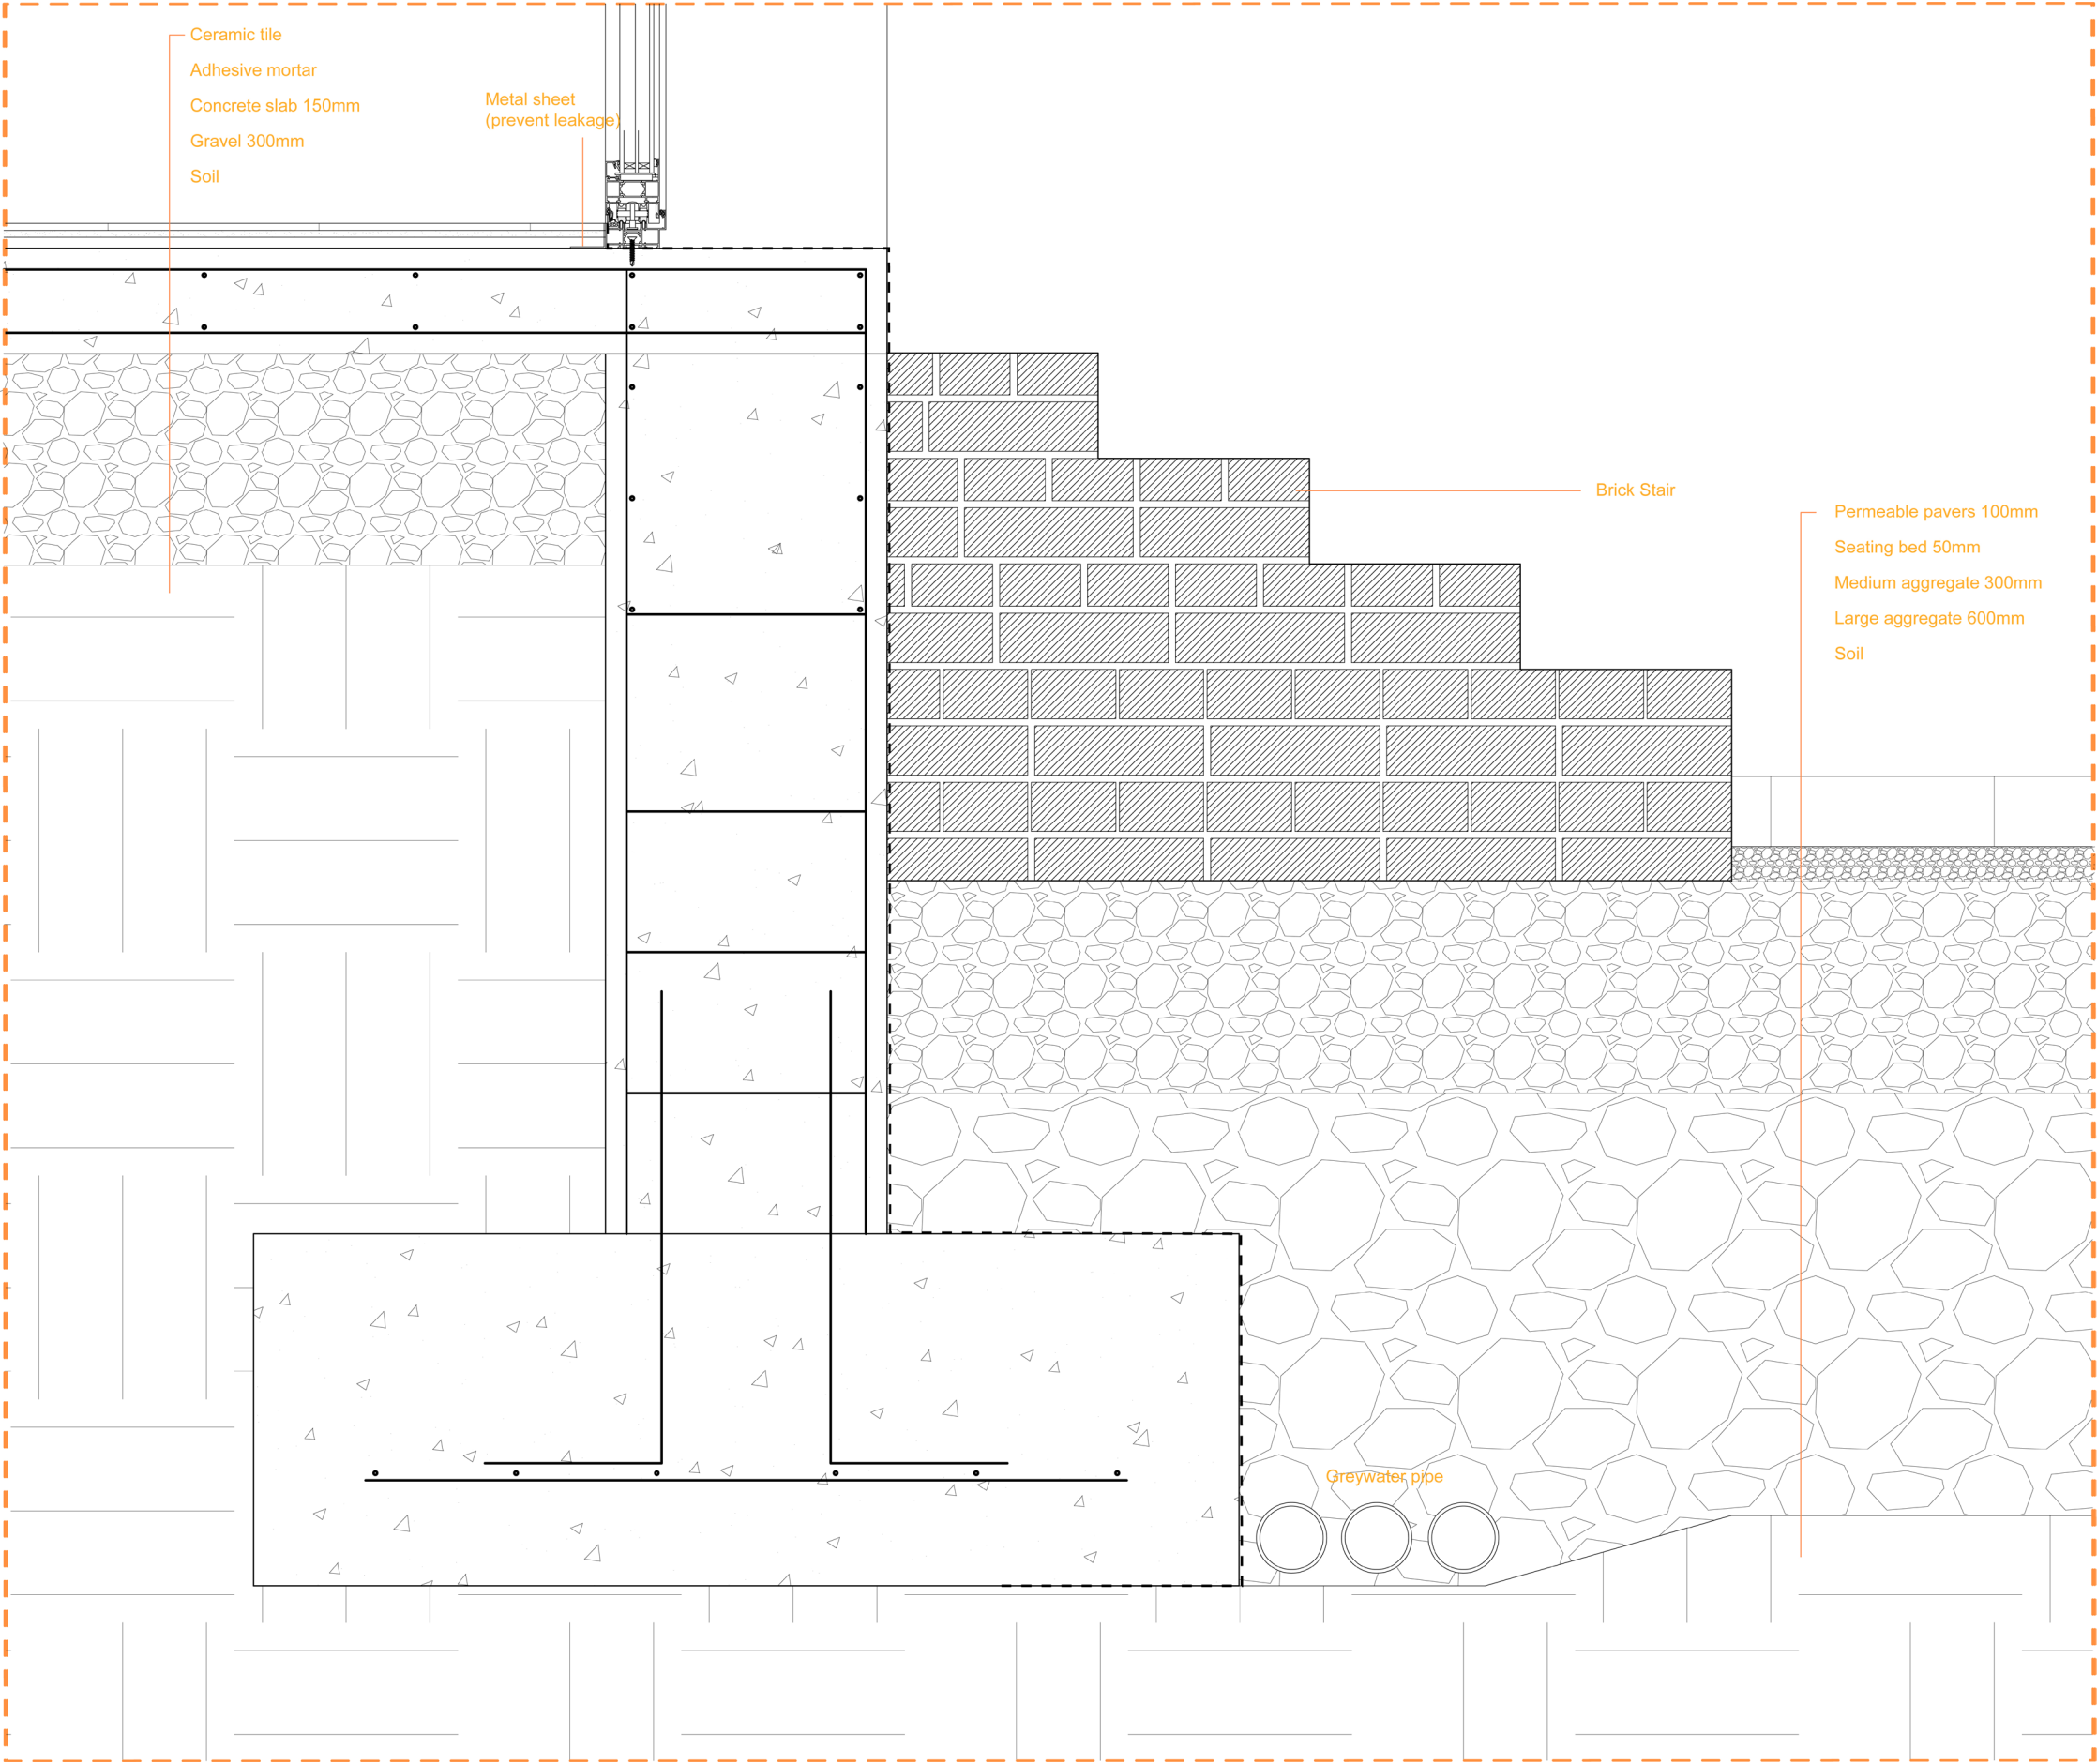 Ceramic tile
Adhesive mortar
Concrete slab 150mm
Gravel 300mm
Soil
Metal sheet
(prevent leakage)
Brick Stair
Permeable pavers 100mm
Seating bed 50mm
Medium aggregate 300mm
Large aggregate 600mm
Soil
Greywater pipe